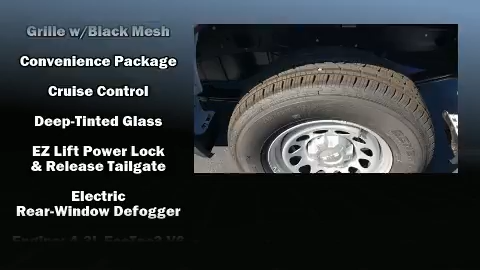 Grille w/Black Mesh
Convenience Package
Cruise Control
Deep-Tinted Glass
EZ Lift Power Lock
& Release Tailgate
Electric
Rear-Window Defogger